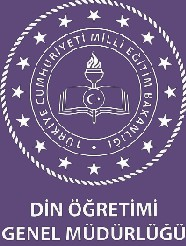 TÜRKİYE CUMHURİYETİ MİLLÎ EĞİTİM BAKANLIĞI
DİN ÖĞRETİMİ
GENEL MÜDÜRLÜĞÜ